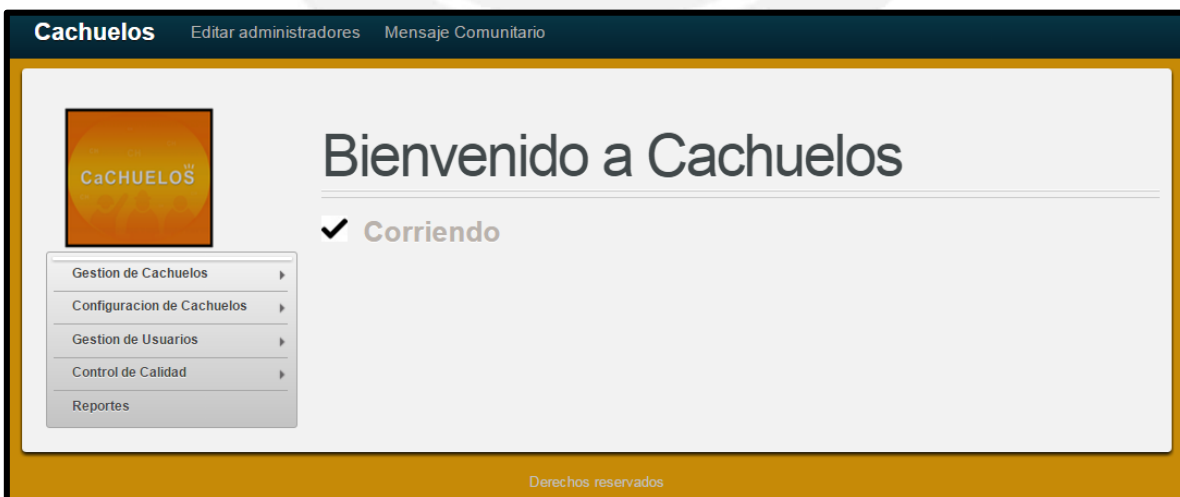 Cachuelos Editar administradores Mensaje Comunitario
CaCHUELOS
Bienvenido a Cachuelos
Corriendo
Gestion de Cachuelos
Configuracion de Cachuelos
Gestion de Usuarios
Control de Calidad
Reportes
Derechos reservados